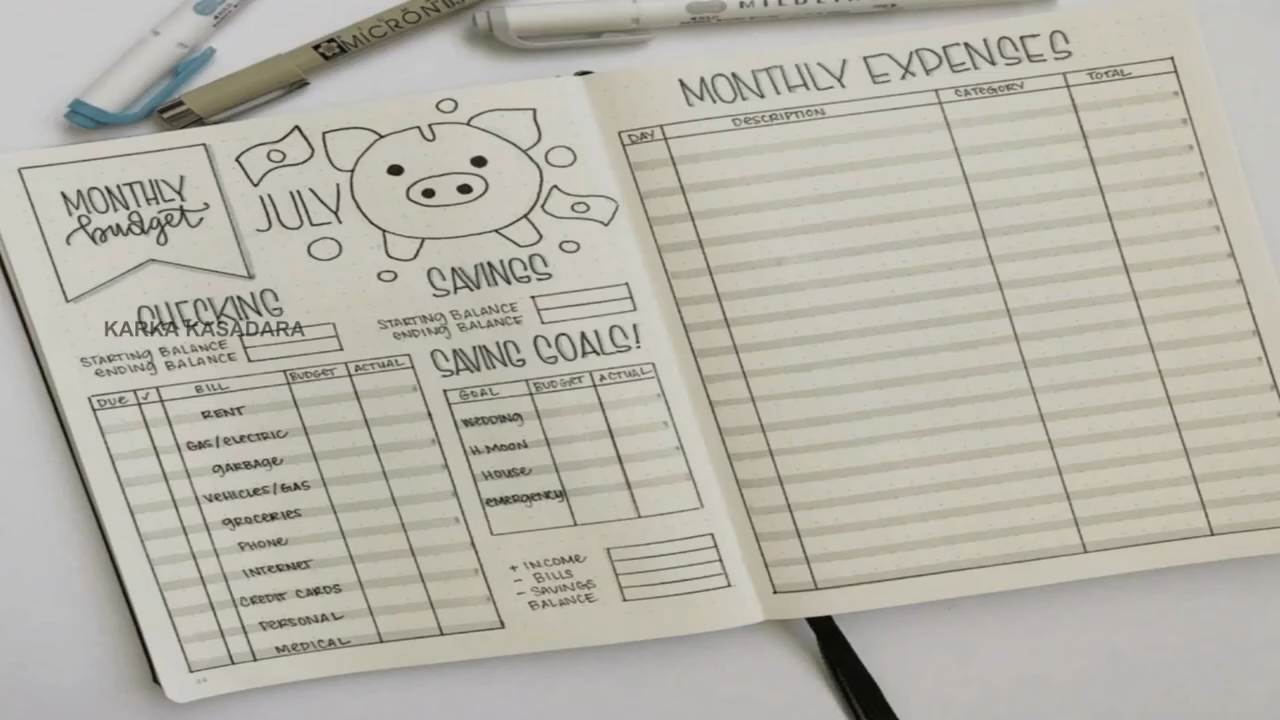 MICRON
MONTHLY
budget
JULY
CHECKING
KARKA KASADARA
STARTING BALANCE
ENDING BALANCE
DUE ✓ BILL BUDGET ACTUAL
RENT
GAS/ELECTRIC
GARBAGE
VEHICLES/GAS
GROCERIES
PHONE
INTERNET
CREDIT CARDS
PERSONAL
MEDICAL
SAVINGS
STARTING BALANCE
ENDING BALANCE
SAVING GOALS!
GOAL BUDGET ACTUAL
WEDDING
H.MOON
HOUSE
EMERGENCY
+ INCOME
- BILLS
- SAVINGS
BALANCE
MONTHLY EXPENSES
DAY DESCRIPTION CATEGORY TOTAL